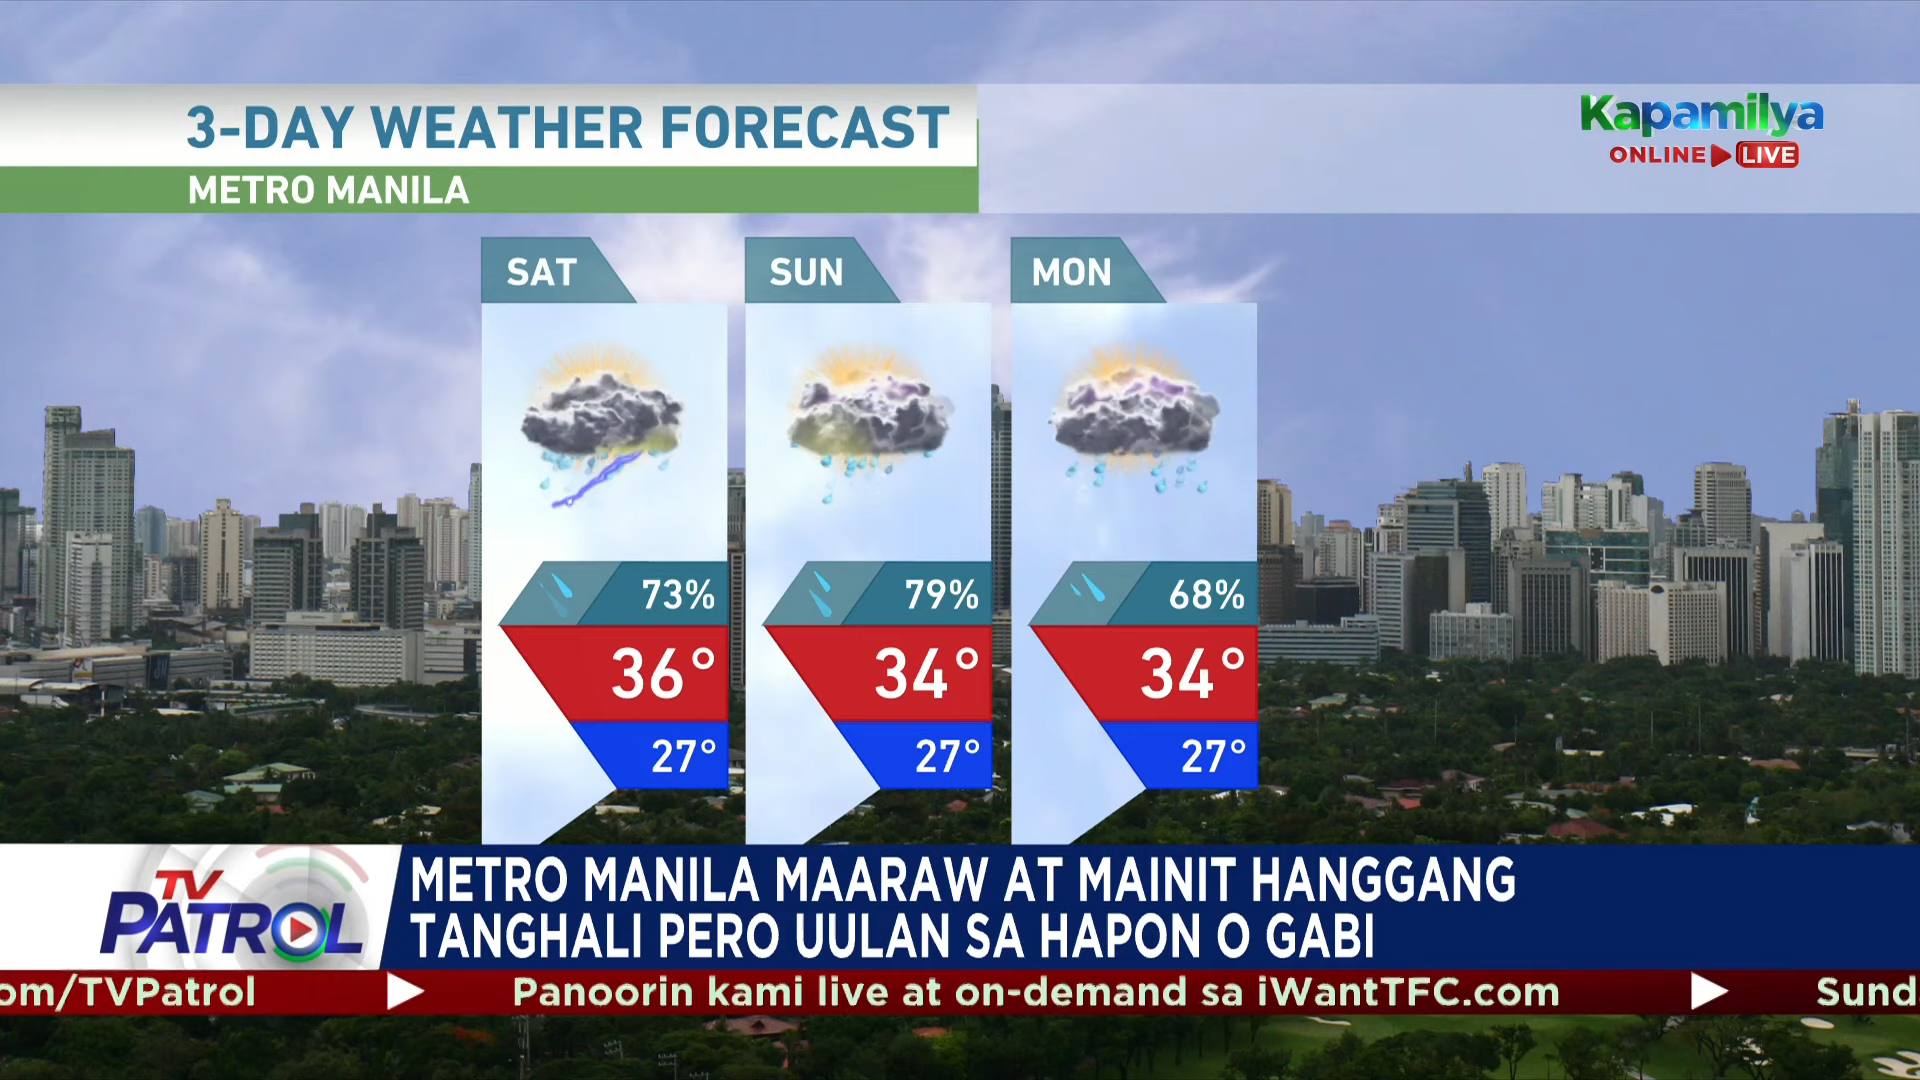 3-DAY WEATHER FORECAST
METRO MANILA
Kapamilya
ONLINE LIVE
SAT
SUN
MON
73%
79%
68%
36°
34°
34°
27°
27°
27°
TV PATROL
METRO MANILA MAARAW AT MAINIT HANGGANG
TANGHALI PERO UULAN SA HAPON O GABI
om/TVPatrol
Panoorin kami live at on-demand sa iWantTFC.com
Sund